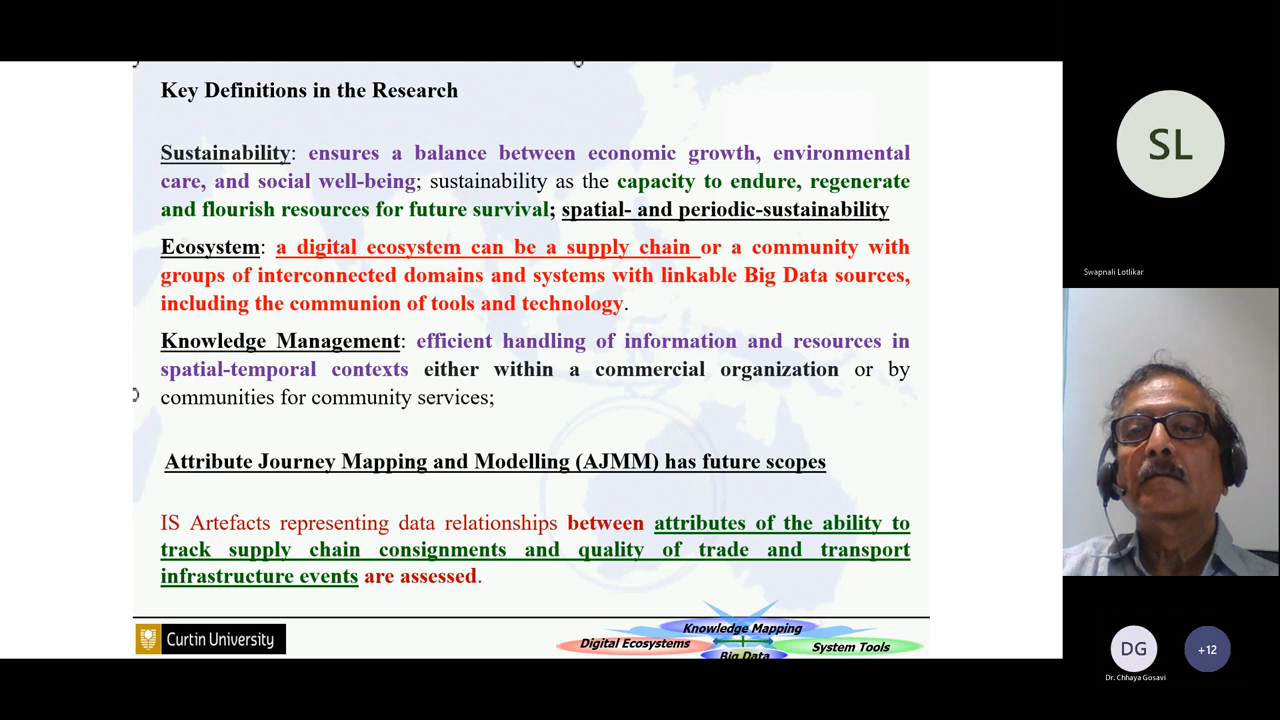 Key Definitions in the Research
Sustainability: ensures a balance between economic growth, environmental
care, and social well-being; sustainability as the capacity to endure, regenerate
and flourish resources for future survival; spatial- and periodic-sustainability
Ecosystem: a digital ecosystem can be a supply chain or a community with
groups of interconnected domains and systems with linkable Big Data sources,
including the communion of tools and technology.
Knowledge Management: efficient handling of information and resources in
spatial-temporal contexts either within a commercial organization or by
communities for community services;
Attribute Journey Mapping and Modelling (AJMM) has future scopes
IS Artefacts representing data relationships between attributes of the ability to
track supply chain consignments and quality of trade and transport
infrastructure events are assessed.
Curtin University
Knowledge Mapping
Digital Ecosystems
System Tools
Big Data
SL
Swapnali Lotlikar
DG
Dr. Chhaya Gosavi
+12